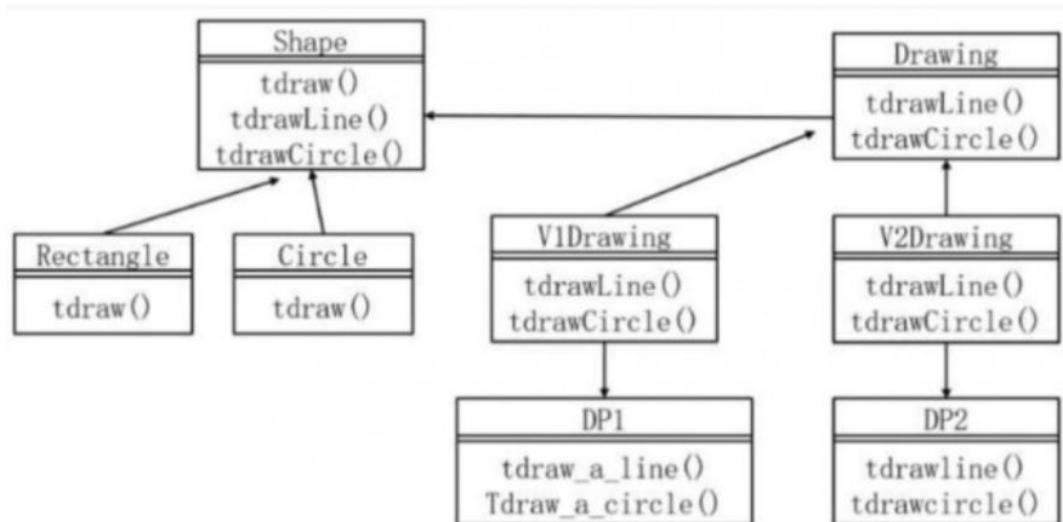 Shape
tdraw()
tdrawLine()
tdrawCircle()
Drawing
tdrawLine()
tdrawCircle()
Rectangle
tdraw()
Circle
tdraw()
V1Drawing
tdrawLine()
tdrawCircle()
V2Drawing
tdrawLine()
tdrawCircle()
DP1
tdraw_a_line()
Tdraw_a_circle()
DP2
tdrawline()
tdrawcircle()